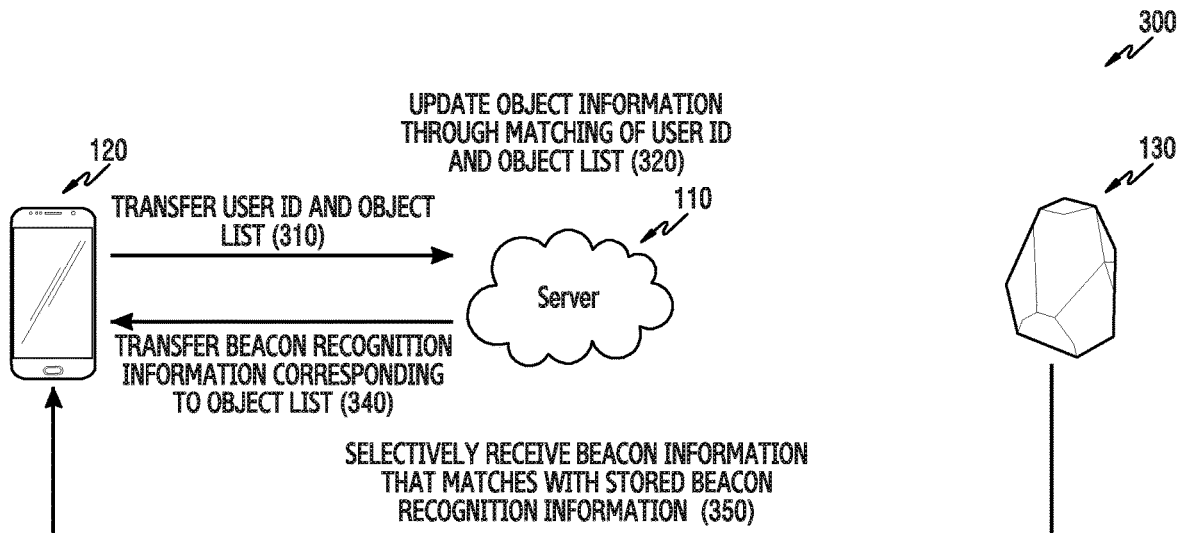 300
UPDATE OBJECT INFORMATION
THROUGH MATCHING OF USER ID
AND OBJECT LIST (320)
120
130
TRANSFER USER ID AND OBJECT
LIST (310)
110
Server
TRANSFER BEACON RECOGNITION
INFORMATION CORRESPONDING
TO OBJECT LIST (340)
SELECTIVELY RECEIVE BEACON INFORMATION
THAT MATCHES WITH STORED BEACON
RECOGNITION INFORMATION (350)